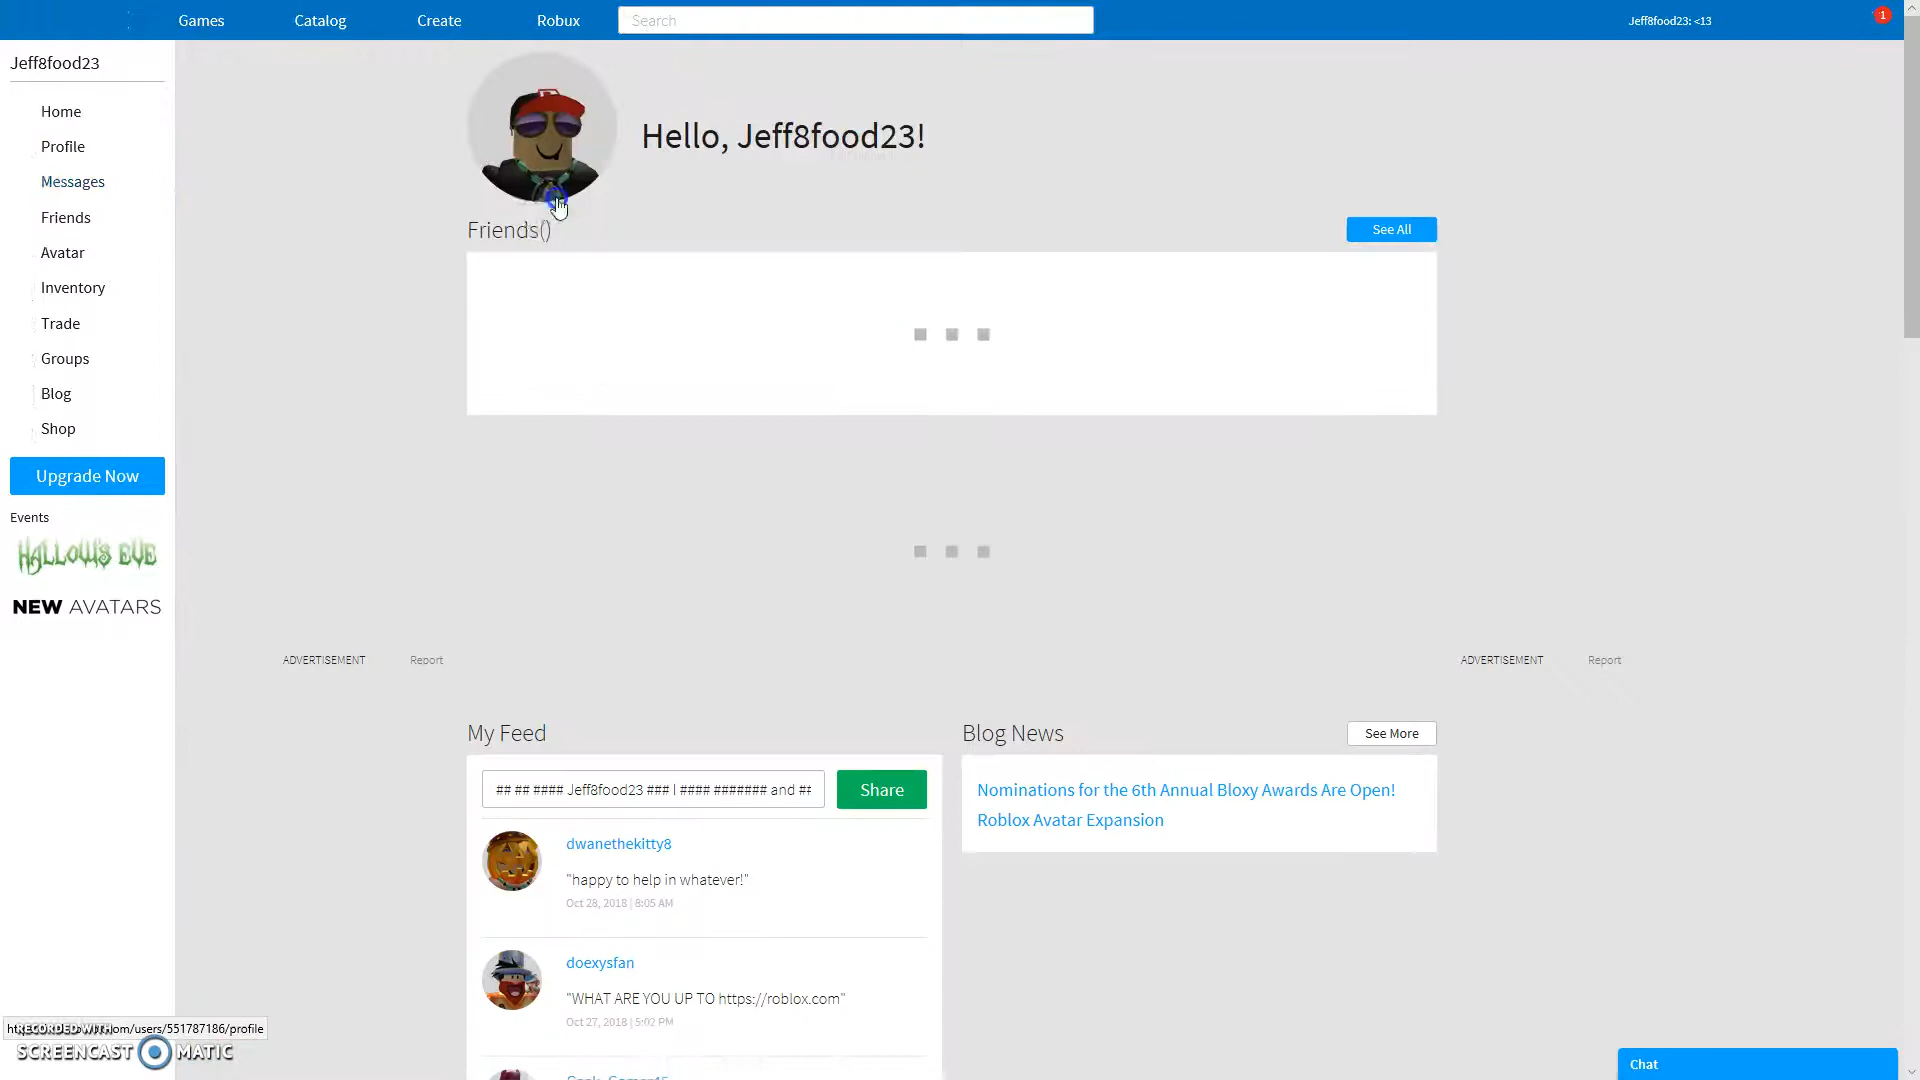 Games Catalog Create Robux Search Jeff8food23: <13 1
Jeff8food23
Home
Profile
Messages
Friends
Avatar
Inventory
Trade
Groups
Blog
Shop
Upgrade Now
Events
HALLOW'S EVE
NEW AVATARS
Hello, Jeff8food23!
Friends()
See All
ADVERTISEMENT Report
ADVERTISEMENT Report
My Feed
## ## #### Jeff8food23 ### I #### ####### and ##
Share
dwanethekitty8
"happy to help in whatever!"
Oct 28, 2018 | 8:05 AM
doexysfan
"WHAT ARE YOU UP TO https://roblox.com"
Oct 27, 2018 | 5:02 PM
Blog News
See More
Nominations for the 6th Annual Bloxy Awards Are Open!
Roblox Avatar Expansion
om/users/551787186/profile
RECORDED WITH
SCREENCAST MATIC
Chat